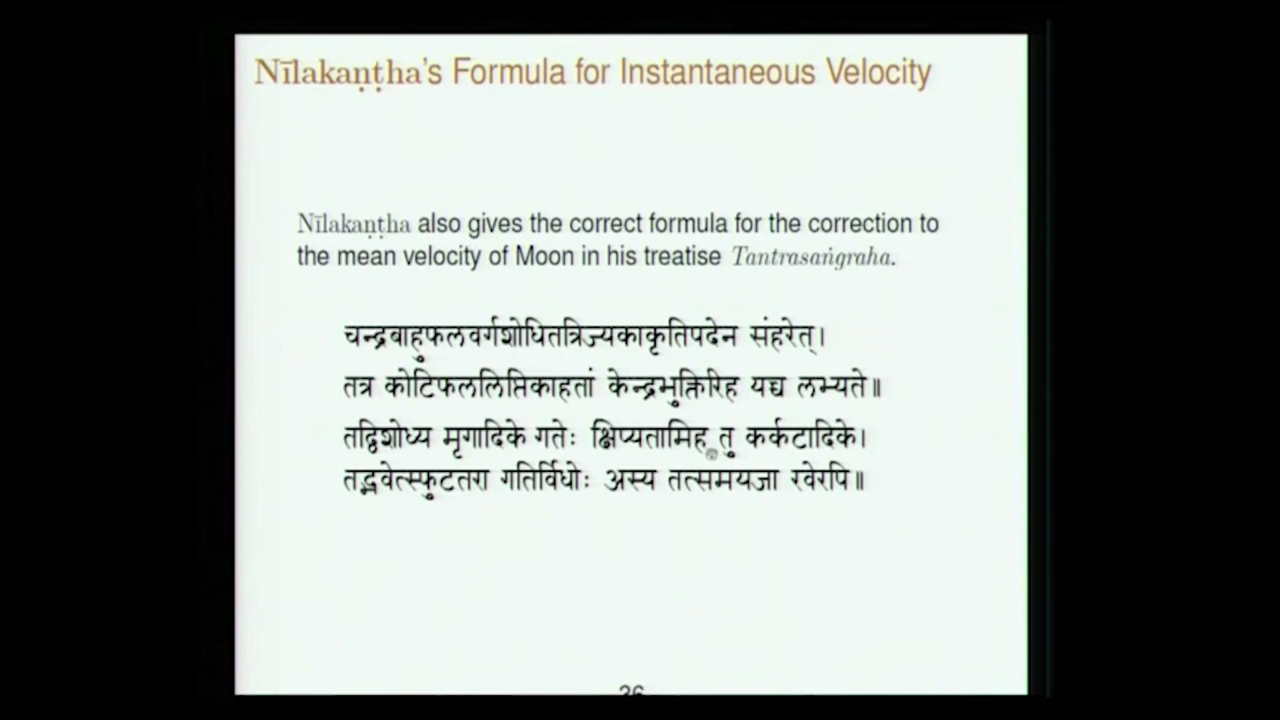 Nīlakaṇṭha's Formula for Instantaneous Velocity
Nīlakaṇṭha also gives the correct formula for the correction to
the mean velocity of Moon in his treatise Tantrasaṅgraha.
चन्द्रबाहुफलवर्गशोधितत्रिज्यकाकृतिपदेन संहरेत्।
तत्र कोटिफललिप्तिकाहतां केन्द्रभुक्तिरिह यच्च लभ्यते॥
तद्विशोध्य मृगादिके गतेः क्षिप्यतामिह तु कर्कटादिके।
तद्भवेत्स्फुटतरा गतिर्विधोः अस्य तत्समयजा रवेरपि॥
36